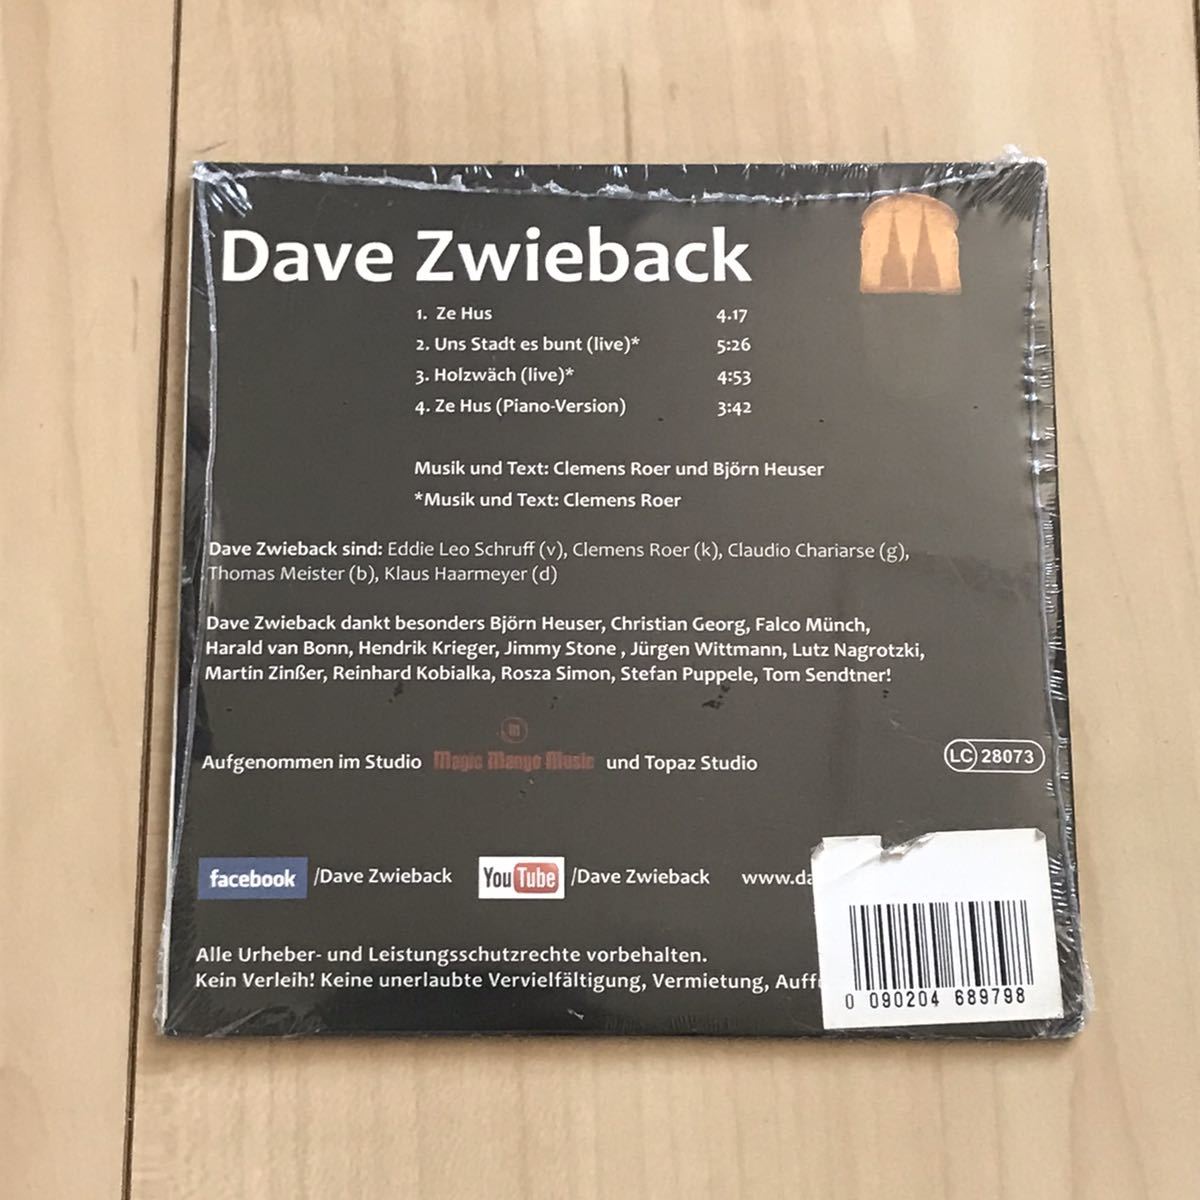 Dave Zwieback
1. Ze Hus 4.17
2. Uns Stadt es bunt (live)* 5:26
3. Holzwäch (live)* 4:53
4. Ze Hus (Piano-Version) 3:42
Musik und Text: Clemens Roer und Björn Heuser
*Musik und Text: Clemens Roer
Dave Zwieback sind: Eddie Leo Schruff (v), Clemens Roer (k), Claudio Chariarse (g),
Thomas Meister (b), Klaus Haarmeyer (d)
Dave Zwieback dankt besonders Björn Heuser, Christian Georg, Falco Münch,
Harald van Bonn, Hendrik Krieger, Jimmy Stone , Jürgen Wittmann, Lutz Nagrotzki,
Martin Zinßer, Reinhard Kobialka, Rosza Simon, Stefan Puppele, Tom Sendtner!
Aufgenommen im Studio Magic Mango Music und Topaz Studio
LC 28073
facebook /Dave Zwieback YouTube /Dave Zwieback www.da
Alle Urheber- und Leistungsschutzrechte vorbehalten.
Kein Verleih! Keine unerlaubte Vervielfältigung, Vermietung,
0 090204 689798